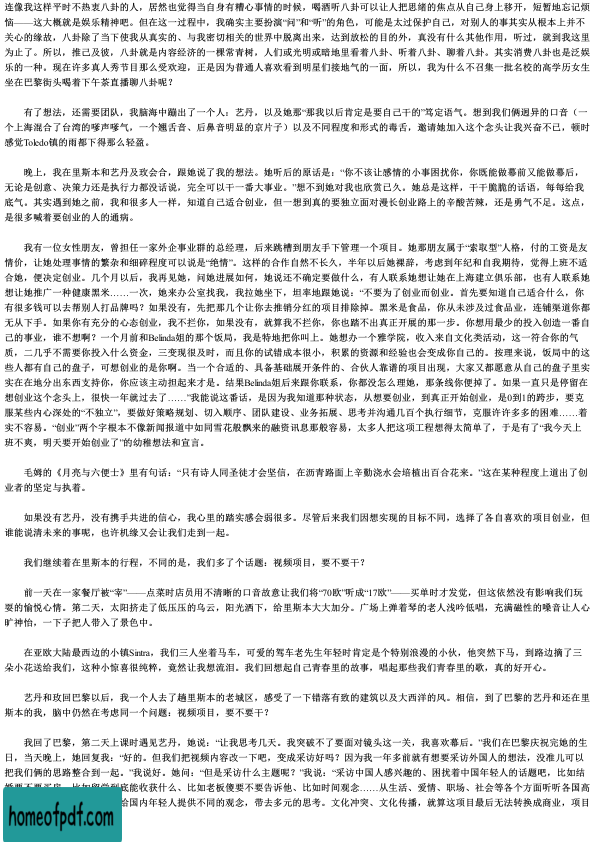 连像我这样平时不热衷八卦的人，居然也觉得当自身有糟心事情的时候，喝酒听八卦可以让人把思绪的焦点从自己身上移开，短暂地忘记烦
恼——这大概就是娱乐精神吧。但在这一过程中，我确实主要扮演“问”和“听”的角色，可能是太过保护自己，对别人的事其实从根本上并不
关心的缘故，八卦除了当下使我从真实的、与我密切相关的世界中脱离出来，达到放松的目的外，真没有什么其他作用，听过，就到我这里
为止了。所以，推己及彼，八卦就是内容经济的一棵常青树，人们或光明或暗地里看着八卦、听着八卦、聊着八卦。其实消费八卦也是泛娱
乐的一种。现在许多真人秀节目那么受欢迎，正是因为普通人喜欢看到明星们接地气的一面，所以，我为什么不召集一批名校的高学历女生
坐在巴黎街头喝着下午茶直播聊八卦呢？
有了想法，还需要团队，我脑海中蹦出了一个人：艺丹，以及她那“那我以后肯定是要自己干的”笃定语气。想到我们俩迥异的口音（一
个上海混合了台湾的嗲声嗲气，一个翘舌音、后鼻音明显的京片子）以及不同程度和形式的毒舌，邀请她加入这个念头让我兴奋不已，顿时
感觉Toledo镇的雨都下得那么轻盈。
晚上，我在里斯本和艺丹及玫会合，跟她说了我的想法。她听后的原话是：“你不该让感情的小事困扰你，你既能做幕前又能做幕后，
无论是创意、决策力还是执行力都没话说，完全可以干一番大事业。”想不到她对我也欣赏已久。她总是这样，干干脆脆的话语，每每给我
底气。其实遇到她之前，我和很多人一样，知道自己适合创业，但一想到真的要独立面对漫长创业路上的辛酸苦辣，还是勇气不足。这点，
是很多喊着要创业的人的通病。
我有一位女性朋友，曾担任一家外企事业群的总经理，后来跳槽到朋友手下管理一个项目。她那朋友属于“索取型”人格，付的工资是友
情价，让她处理事情的繁杂和细碎程度可以说是“绝情”。这样的合作自然不长久，半年以后她裸辞，考虑到年纪和自我期待，觉得上班不适
合她，便决定创业。几个月以后，我再见她，问她进展如何，她说还不确定要做什么，有人联系她想让她在上海建立俱乐部，也有人联系她
想让她推广一种健康黑米……一次，她来办公室找我，我拉她坐下，坦率地跟她说：“不要为了创业而创业。首先要知道自己适合什么，你
有很多钱可以去帮别人打品牌吗？如果没有，先把那几个让你去推销分红的项目排除掉。黑米是食品，你从未涉及过食品业，连铺渠道你都
无从下手，如果你有充分的心态创业，我不拦你，如果没有，就算我不拦你，你也踏不出真正开展的那一步。你想用最少的投入创造一番自
己的事业，谁不想啊？一个月前和Belinda姐的那个饭局，我是特地把你叫上。她想办一个雅学院，收入来自文化类活动，这一符合你的气
质，二几乎不需要你投入什么资金，三变现很及时，而且你的试错成本很小，积累的资源和经验也会变成你自己的。按理来说，饭局中的这
些人都有自己的盘子，可想创业的是你啊。当一个合适的、具备基础展开条件的、合伙人靠谱的项目出现，大家又都愿意从自己的盘子里实
实在在地分出东西支持你，你应该主动担起来才是。结果Belinda姐后来跟你联系，你都没怎么理她，那条线你便掉了。如果一直只是停留在
想创业这个念头上，很快一年就过去了……”我能说这番话，是因为我知道那种状态，从想要创业，到真正开始创业，是0到1的跨步，要克
服某些内心深处的“不独立”，要做好策略规划、切入顺序、团队建设、业务拓展、思考并沟通几百个执行细节，克服许许多多的困难……着
实不容易。“创业”两个字根本不像新闻报道中如同雪花般飘来的融资讯息那般容易，太多人把这项工程想得太简单了，于是有了“我今天上
班不爽，明天要开始创业了”的幼稚想法和宣言。
毛姆的《月亮与六便士》里有句话：“只有诗人同圣徒才会坚信，在沥青路面上辛勤浇水会培植出百合花来。”这在某种程度上道出了创
业者的坚定与执着。
如果没有艺丹，没有携手共进的信心，我心里的踏实感会弱很多。尽管后来我们因想实现的目标不同，选择了各自喜欢的项目创业，但
谁能说清未来的事呢，也许机缘又会让我们走到一起。
我们继续着在里斯本的行程，不同的是，我们多了个话题：视频项目，要不要干？
前一天在一家餐厅被“宰”——点菜时店员用不清晰的口音故意让我们将“70欧”听成“17欧”——买单时才发觉，但这依然没有影响我们玩
耍的愉悦心情。第二天，太阳挤走了低压压的乌云，阳光洒下，给里斯本大大加分。广场上弹着琴的老人浅吟低唱，充满磁性的嗓音让人心
旷神怡，一下子把人带入了景色中。
在亚欧大陆最西边的小镇Sintra，我们三人坐着马车，可爱的驾车老先生年轻时肯定是个特别浪漫的小伙，他突然下马，到路边摘了三
朵小花送给我们，这种小惊喜很纯粹，竟然让我想流泪。我们回想起自己青春里的故事，唱起那些我们青春里的歌，真的好开心。
艺丹和玫回巴黎以后，我一个人去了趟里斯本的老城区，感受了一下错落有致的建筑以及大西洋的风。相信，到了巴黎的艺丹和还在里
斯本的我，脑中仍然在考虑同一个问题：视频项目，要不要干？
我回了巴黎，第二天上课时遇见艺丹，她说：“让我思考几天。我突破不了要面对镜头这一关，我喜欢幕后。”我们在巴黎庆祝完她的生
日，当天晚上，她回复我：“好的。但我们把视频内容改一下吧，变成采访好吗？因为我一年多前就有想要采访外国人的想法，没准儿可以
把我们俩的思路整合到一起。”我说好。她问：“但是采访什么主题呢？”我说：“采访中国人感兴趣的、困扰着中国年轻人的话题吧，比如结
到底能收获什么、比如老板傻要不要告诉他、比如时间观念……从生活、爱情、职场、社会等各个方面听听各国高
给国内年轻人提供不同的观念，带去多元的思考。文化冲突、文化传播，就算这项目最后无法转换成商业，项目
homeofpdf.com